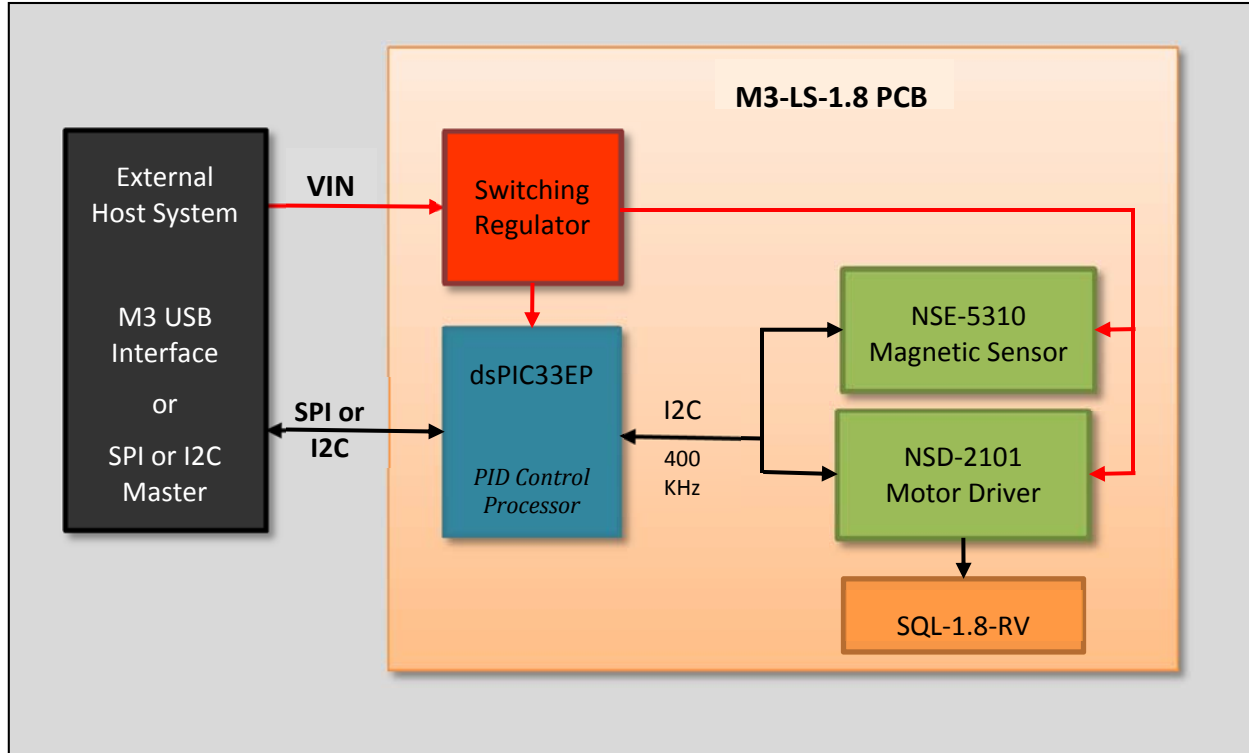 M3-LS-1.8 PCB
External
Host System
M3 USB
Interface
or
SPI or I2C
Master
VIN
SPI or
I2C
Switching
Regulator
dsPIC33EP
PID Control
Processor
I2C
400
KHz
NSE-5310
Magnetic Sensor
NSD-2101
Motor Driver
SQL-1.8-RV